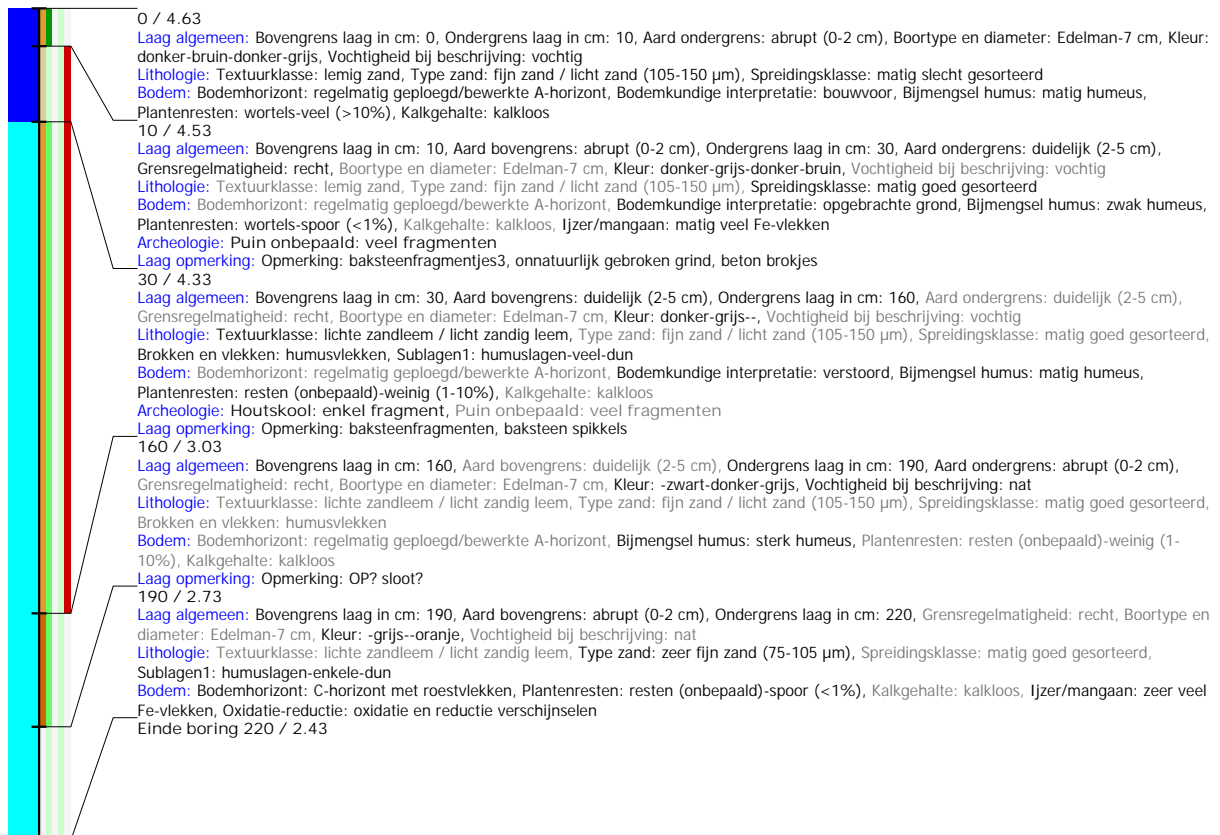 0 / 4.63
Laag algemeen: Bovengrens laag in cm: 0, Ondergrens laag in cm: 10, Aard ondergrens: abrupt (0-2 cm), Boortype en diameter: Edelman-7 cm, Kleur:
donker-bruin-donker-grijs, Vochtigheid bij beschrijving: vochtig
Lithologie: Textuurklasse: lemig zand, Type zand: fijn zand / licht zand (105-150 µm), Spreidingsklasse: matig slecht gesorteerd
Bodem: Bodemhorizont: regelmatig geploegd/bewerkte A-horizont, Bodemkundige interpretatie: bouwvoor, Bijmengsel humus: matig humeus,
Plantenresten: wortels-veel (>10%), Kalkgehalte: kalkloos
10 / 4.53
Laag algemeen: Bovengrens laag in cm: 10, Aard bovengrens: abrupt (0-2 cm), Ondergrens laag in cm: 30, Aard ondergrens: duidelijk (2-5 cm),
Grensregelmatigheid: recht, Boortype en diameter: Edelman-7 cm, Kleur: donker-grijs-donker-bruin, Vochtigheid bij beschrijving: vochtig
Lithologie: Textuurklasse: lemig zand, Type zand: fijn zand / licht zand (105-150 µm), Spreidingsklasse: matig goed gesorteerd
Bodem: Bodemhorizont: regelmatig geploegd/bewerkte A-horizont, Bodemkundige interpretatie: opgebrachte grond, Bijmengsel humus: zwak humeus,
Plantenresten: wortels-spoor (<1%), Kalkgehalte: kalkloos, Ijzer/mangaan: matig veel Fe-vlekken
Archeologie: Puin onbepaald: veel fragmenten
Laag opmerking: Opmerking: baksteenfragmentjes3, onnatuurlijk gebroken grind, beton brokjes
30 / 4.33
Laag algemeen: Bovengrens laag in cm: 30, Aard bovengrens: duidelijk (2-5 cm), Ondergrens laag in cm: 160, Aard ondergrens: duidelijk (2-5 cm),
Grensregelmatigheid: recht, Boortype en diameter: Edelman-7 cm, Kleur: donker-grijs--, Vochtigheid bij beschrijving: vochtig
Lithologie: Textuurklasse: lichte zandleem / licht zandig leem, Type zand: fijn zand / licht zand (105-150 µm), Spreidingsklasse: matig goed gesorteerd,
Brokken en vlekken: humusvlekken, Sublagen1: humuslagen-veel-dun
Bodem: Bodemhorizont: regelmatig geploegd/bewerkte A-horizont, Bodemkundige interpretatie: verstoord, Bijmengsel humus: matig humeus,
Plantenresten: resten (onbepaald)-weinig (1-10%), Kalkgehalte: kalkloos
Archeologie: Houtskool: enkel fragment, Puin onbepaald: veel fragmenten
Laag opmerking: Opmerking: baksteenfragmenten, baksteen spikkels
160 / 3.03
Laag algemeen: Bovengrens laag in cm: 160, Aard bovengrens: duidelijk (2-5 cm), Ondergrens laag in cm: 190, Aard ondergrens: abrupt (0-2 cm),
Grensregelmatigheid: recht, Boortype en diameter: Edelman-7 cm, Kleur: -zwart-donker-grijs, Vochtigheid bij beschrijving: nat
Lithologie: Textuurklasse: lichte zandleem / licht zandig leem, Type zand: fijn zand / licht zand (105-150 µm), Spreidingsklasse: matig goed gesorteerd,
Brokken en vlekken: humusvlekken
Bodem: Bodemhorizont: regelmatig geploegd/bewerkte A-horizont, Bijmengsel humus: sterk humeus, Plantenresten: resten (onbepaald)-weinig (1-
10%), Kalkgehalte: kalkloos
Laag opmerking: Opmerking: OP? sloot?
190 / 2.73
Laag algemeen: Bovengrens laag in cm: 190, Aard bovengrens: abrupt (0-2 cm), Ondergrens laag in cm: 220, Grensregelmatigheid: recht, Boortype en
diameter: Edelman-7 cm, Kleur: -grijs--oranje, Vochtigheid bij beschrijving: nat
Lithologie: Textuurklasse: lichte zandleem / licht zandig leem, Type zand: zeer fijn zand (75-105 µm), Spreidingsklasse: matig goed gesorteerd,
Sublagen1: humuslagen-enkele-dun
Bodem: Bodemhorizont: C-horizont met roestvlekken, Plantenresten: resten (onbepaald)-spoor (<1%), Kalkgehalte: kalkloos, Ijzer/mangaan: zeer veel
Fe-vlekken, Oxidatie-reductie: oxidatie en reductie verschijnselen
Einde boring 220 / 2.43